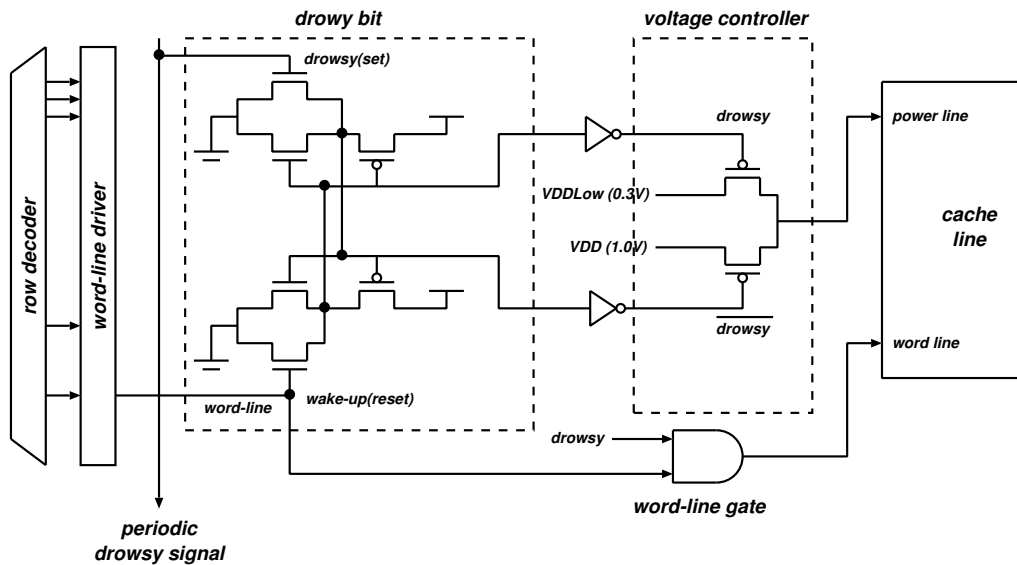 drowy bit
voltage controller
drowsy(set)
drowsy
power line
VDDLow (0.3V)
VDD (1.0V)
cache
line
row decoder
word-line driver
drowsy
word line
word-line
wake-up(reset)
drowsy
word-line gate
periodic
drowsy signal